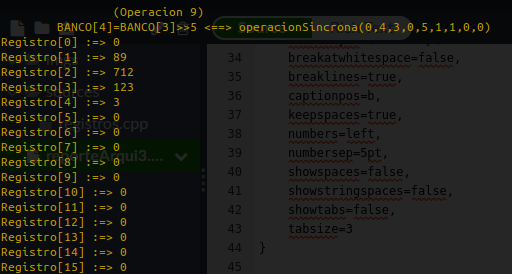 (Operacion 9)
BANCO[4]=BANCO[3]>>5 <==> operacionSincrona(0,4,3,0,5,1,1,0,0)
Registro[0] :=> 0
Registro[1] :=> 89
Registro[2] :=> 712
Registro[3] :=> 123
Registro[4] :=> 3
Registro[5] :=> 0
Registro[6] :=> 0
Registro[7] :=> 0
Registro[8] :=> 0
Registro[9] :=> 0
Registro[10] :=> 0
Registro[11] :=> 0
Registro[12] :=> 0
Registro[13] :=> 0
Registro[14] :=> 0
Registro[15] :=> 0
34 breakatwhitespace=false,
35 breaklines=true,
36 captionpos=b,
37 keepspaces=true,
38 numbers=left,
39 numbersep=5pt,
40 showspaces=false,
41 showstringspaces=false,
42 showtabs=false,
43 tabsize=3
44 }
45